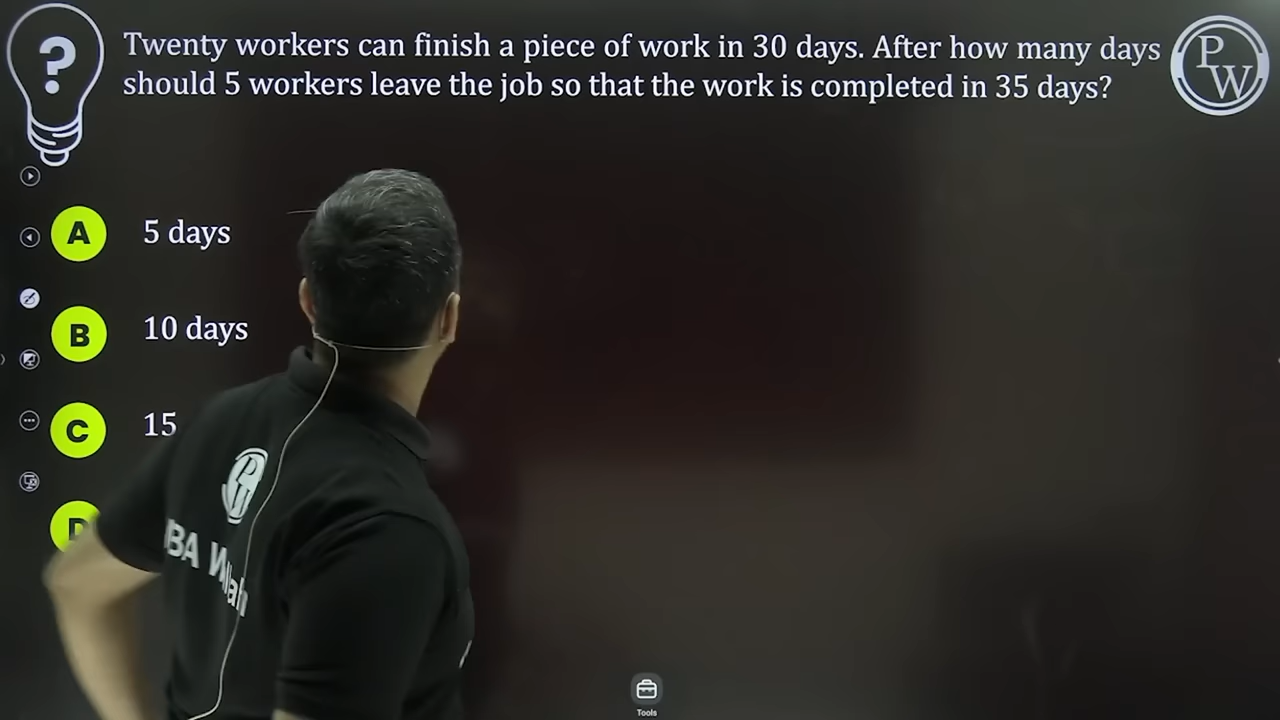 ?
Twenty workers can finish a piece of work in 30 days. After how many days
should 5 workers leave the job so that the work is completed in 35 days?
PW
A 5 days
B 10 days
C 15
D
Tools